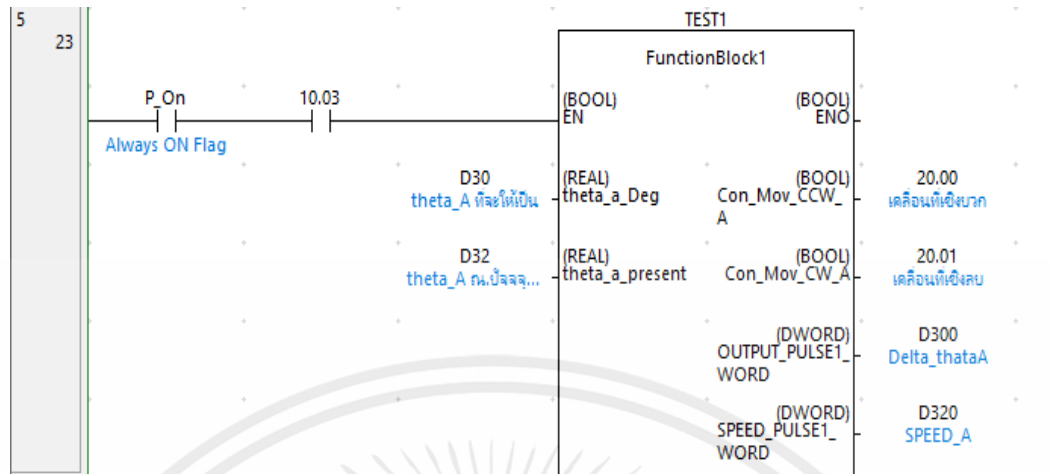 5
23
TEST1
FunctionBlock1
P_On
10.03
(BOOL)
EN
(BOOL)
ENO
Always ON Flag
D30
theta_A ที่จะให้เป็น
(REAL)
theta_a_Deg
(BOOL)
Con_Mov_CCW_
A
20.00
เคลื่อนที่เชิงบวก
D32
theta_A ณ.ปัจจจุ...
(REAL)
theta_a_present
(BOOL)
Con_Mov_CW_A
20.01
เคลื่อนที่เชิงลบ
(DWORD)
OUTPUT_PULSE1_
WORD
D300
Delta_thataA
(DWORD)
SPEED_PULSE1_
WORD
D320
SPEED_A